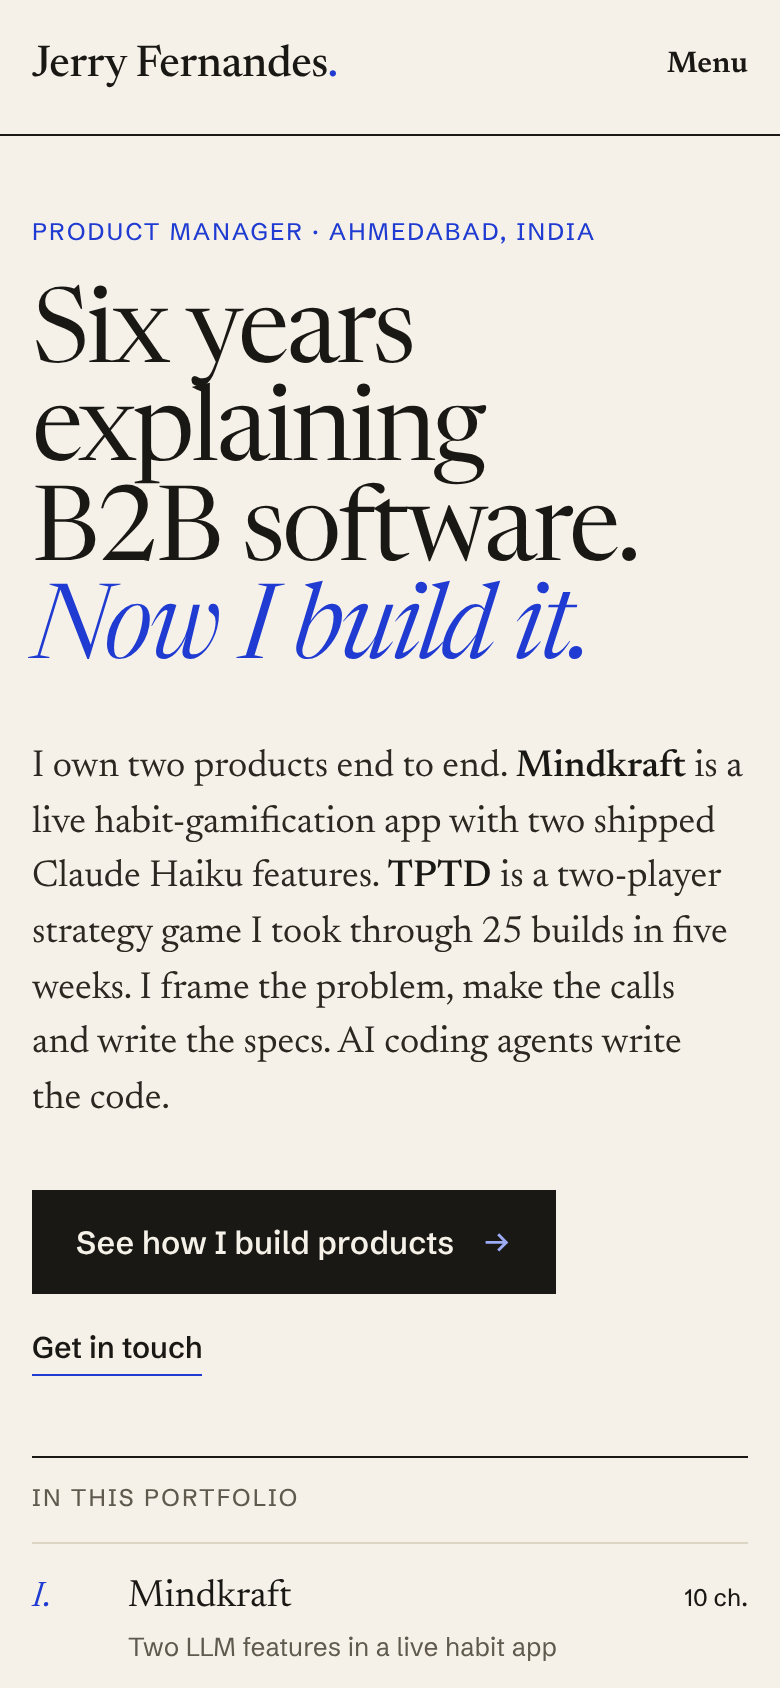 Jerry Fernandes.
Menu
PRODUCT MANAGER · AHMEDABAD, INDIA
Six years
explaining
B2B software.
Now I build it.
I own two products end to end. Mindkraft is a
live habit-gamification app with two shipped
Claude Haiku features. TPTD is a two-player
strategy game I took through 25 builds in five
weeks. I frame the problem, make the calls
and write the specs. AI coding agents write
the code.
See how I build products →
Get in touch
IN THIS PORTFOLIO
I. Mindkraft 10 ch.
Two LLM features in a live habit app